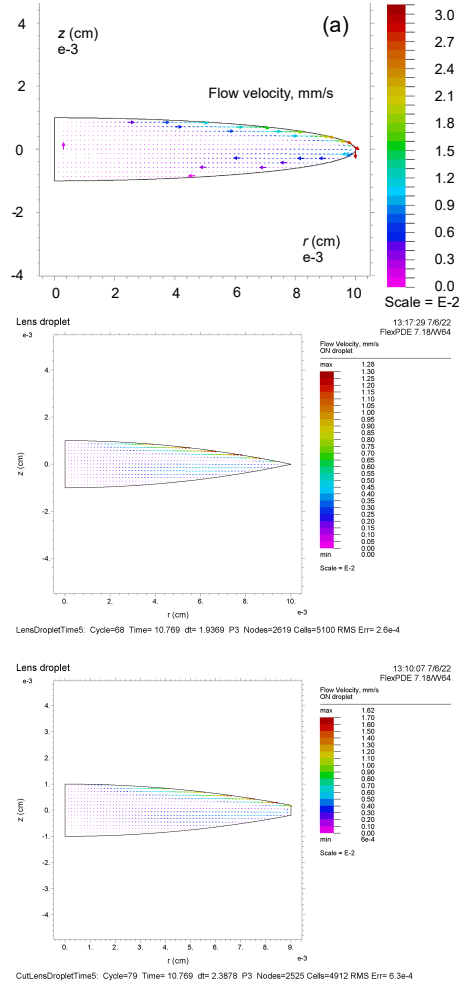 4
z (cm)
e-3
(a)
2
Flow velocity, mm/s
0
-2
r (cm)
e-3
-4
0 2 4 6 8 10
3.0
2.7
2.4
2.1
1.8
1.5
1.2
0.9
0.6
0.3
0.0
Scale = E-2
Lens droplet
13:17:29 7/6/22
FlexPDE 7.18/W64
e-3
Flow Velocity, mm/s
ON droplet
max 1.28
1.30
1.25
1.20
1.15
1.10
1.05
1.00
0.95
0.90
0.85
0.80
0.75
0.70
0.65
0.60
0.55
0.50
0.45
0.40
0.35
0.30
0.25
0.20
0.15
0.10
0.05
0.00
min 0.00
Scale = E-2
4.
2.
0.
-2.
-4.
z (cm)
0. 2. 4. 6. 8. 10.
e-3
r (cm)
LensDropletTime5: Cycle=68 Time= 10.769 dt= 1.9369 P3 Nodes=2619 Cells=5100 RMS Err= 2.6e-4
Lens droplet
13:10:07 7/6/22
FlexPDE 7.18/W64
e-3
Flow Velocity, mm/s
ON droplet
max 1.62
1.70
1.60
1.50
1.40
1.30
1.20
1.10
1.00
0.90
0.80
0.70
0.60
0.50
0.40
0.30
0.20
0.10
0.00
min 6e-4
Scale = E-2
4.
3.
2.
1.
0.
-1.
-2.
-3.
-4.
z (cm)
0. 1. 2. 3. 4. 5. 6. 7. 8. 9.
e-3
r (cm)
CutLensDropletTime5: Cycle=79 Time= 10.769 dt= 2.3878 P3 Nodes=2525 Cells=4912 RMS Err= 6.3e-4